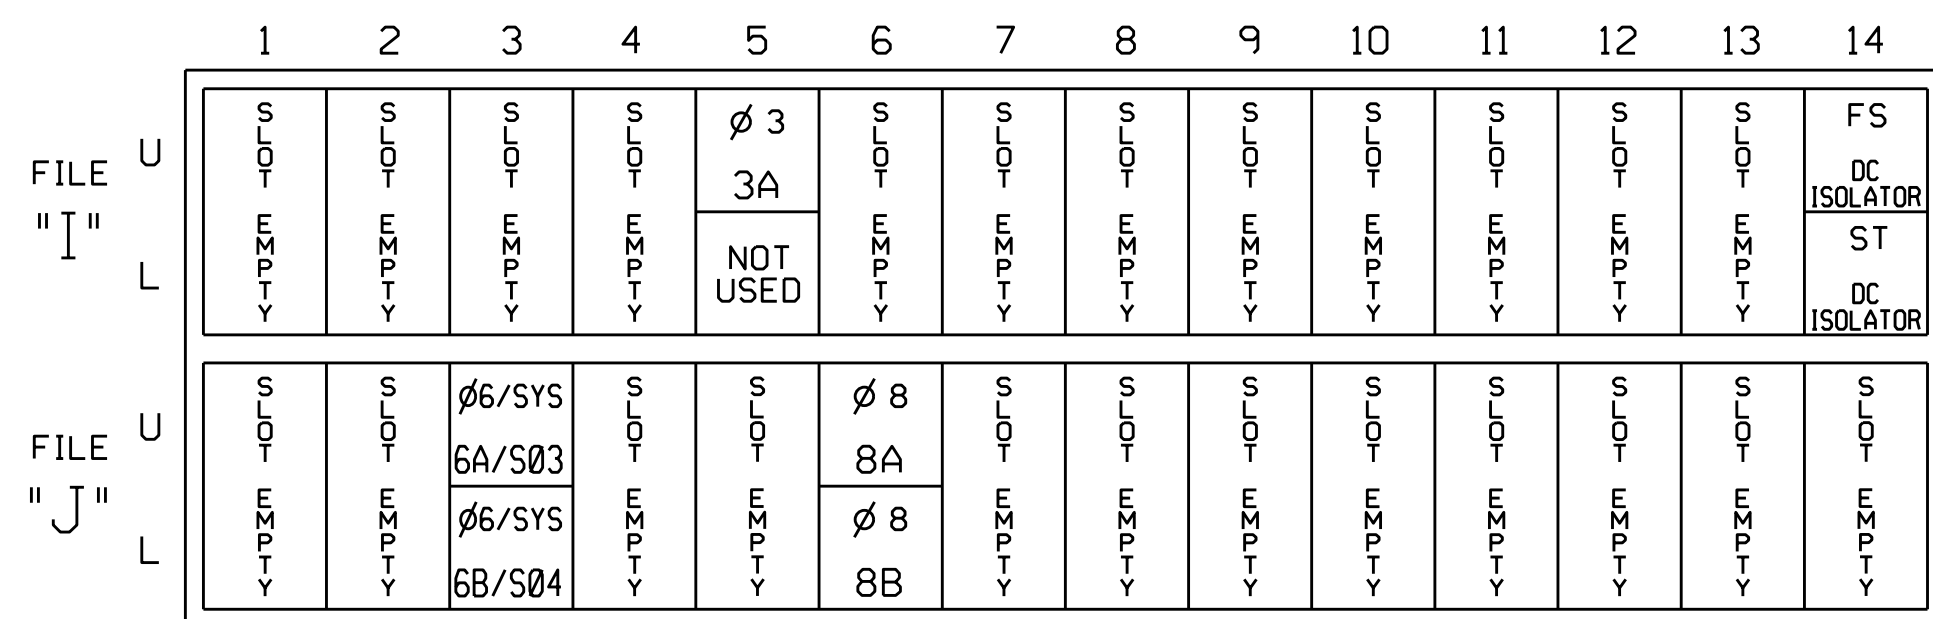 1 2 3 4 5 6 7 8 9 10 11 12 13 14
FILE
"I"
U
L
SLOT EMPTY
SLOT EMPTY
SLOT EMPTY
SLOT EMPTY
Ø 3
3A
NOT
USED
SLOT EMPTY
SLOT EMPTY
SLOT EMPTY
SLOT EMPTY
SLOT EMPTY
SLOT EMPTY
SLOT EMPTY
SLOT EMPTY
FS
DC
ISOLATOR
ST
DC
ISOLATOR
FILE
"J"
U
L
SLOT EMPTY
SLOT EMPTY
Ø6/SYS
6A/SØ3
Ø6/SYS
6B/SØ4
SLOT EMPTY
SLOT EMPTY
Ø 8
8A
Ø 8
8B
SLOT EMPTY
SLOT EMPTY
SLOT EMPTY
SLOT EMPTY
SLOT EMPTY
SLOT EMPTY
SLOT EMPTY
SLOT EMPTY